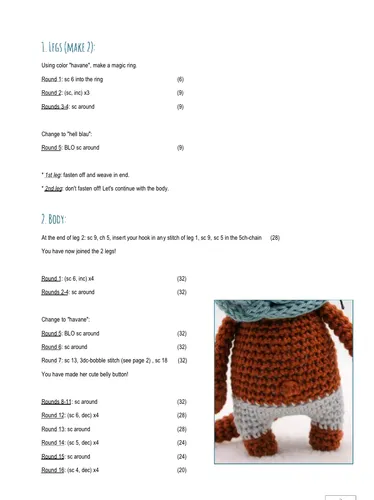 1. Legs (make 2):
Using color "havane", make a magic ring.
Round 1: sc 6 into the ring (6)
Round 2: (sc, inc) x3 (9)
Rounds 3-4: sc around (9)
Change to "hell blau":
Round 5: BLO sc around (9)
* 1st leg: fasten off and weave in end.
* 2nd leg: don't fasten off! Let's continue with the body.
2. Body:
At the end of leg 2: sc 9, ch 5, insert your hook in any stitch of leg 1, sc 9, sc 5 in the 5ch-chain (28)
You have now joined the 2 legs!
Round 1: (sc 6, inc) x4 (32)
Rounds 2-4: sc around (32)
Change to "havane":
Round 5: BLO sc around (32)
Round 6: sc around (32)
Round 7: sc 13, 3dc-bobble stitch (see page 2) , sc 18 (32)
You have made her cute belly button!
Rounds 8-11: sc around (32)
Round 12: (sc 6, dec) x4 (28)
Round 13: sc around (28)
Round 14: (sc 5, dec) x4 (24)
Round 15: sc around (24)
Round 16: (sc 4, dec) x4 (20)